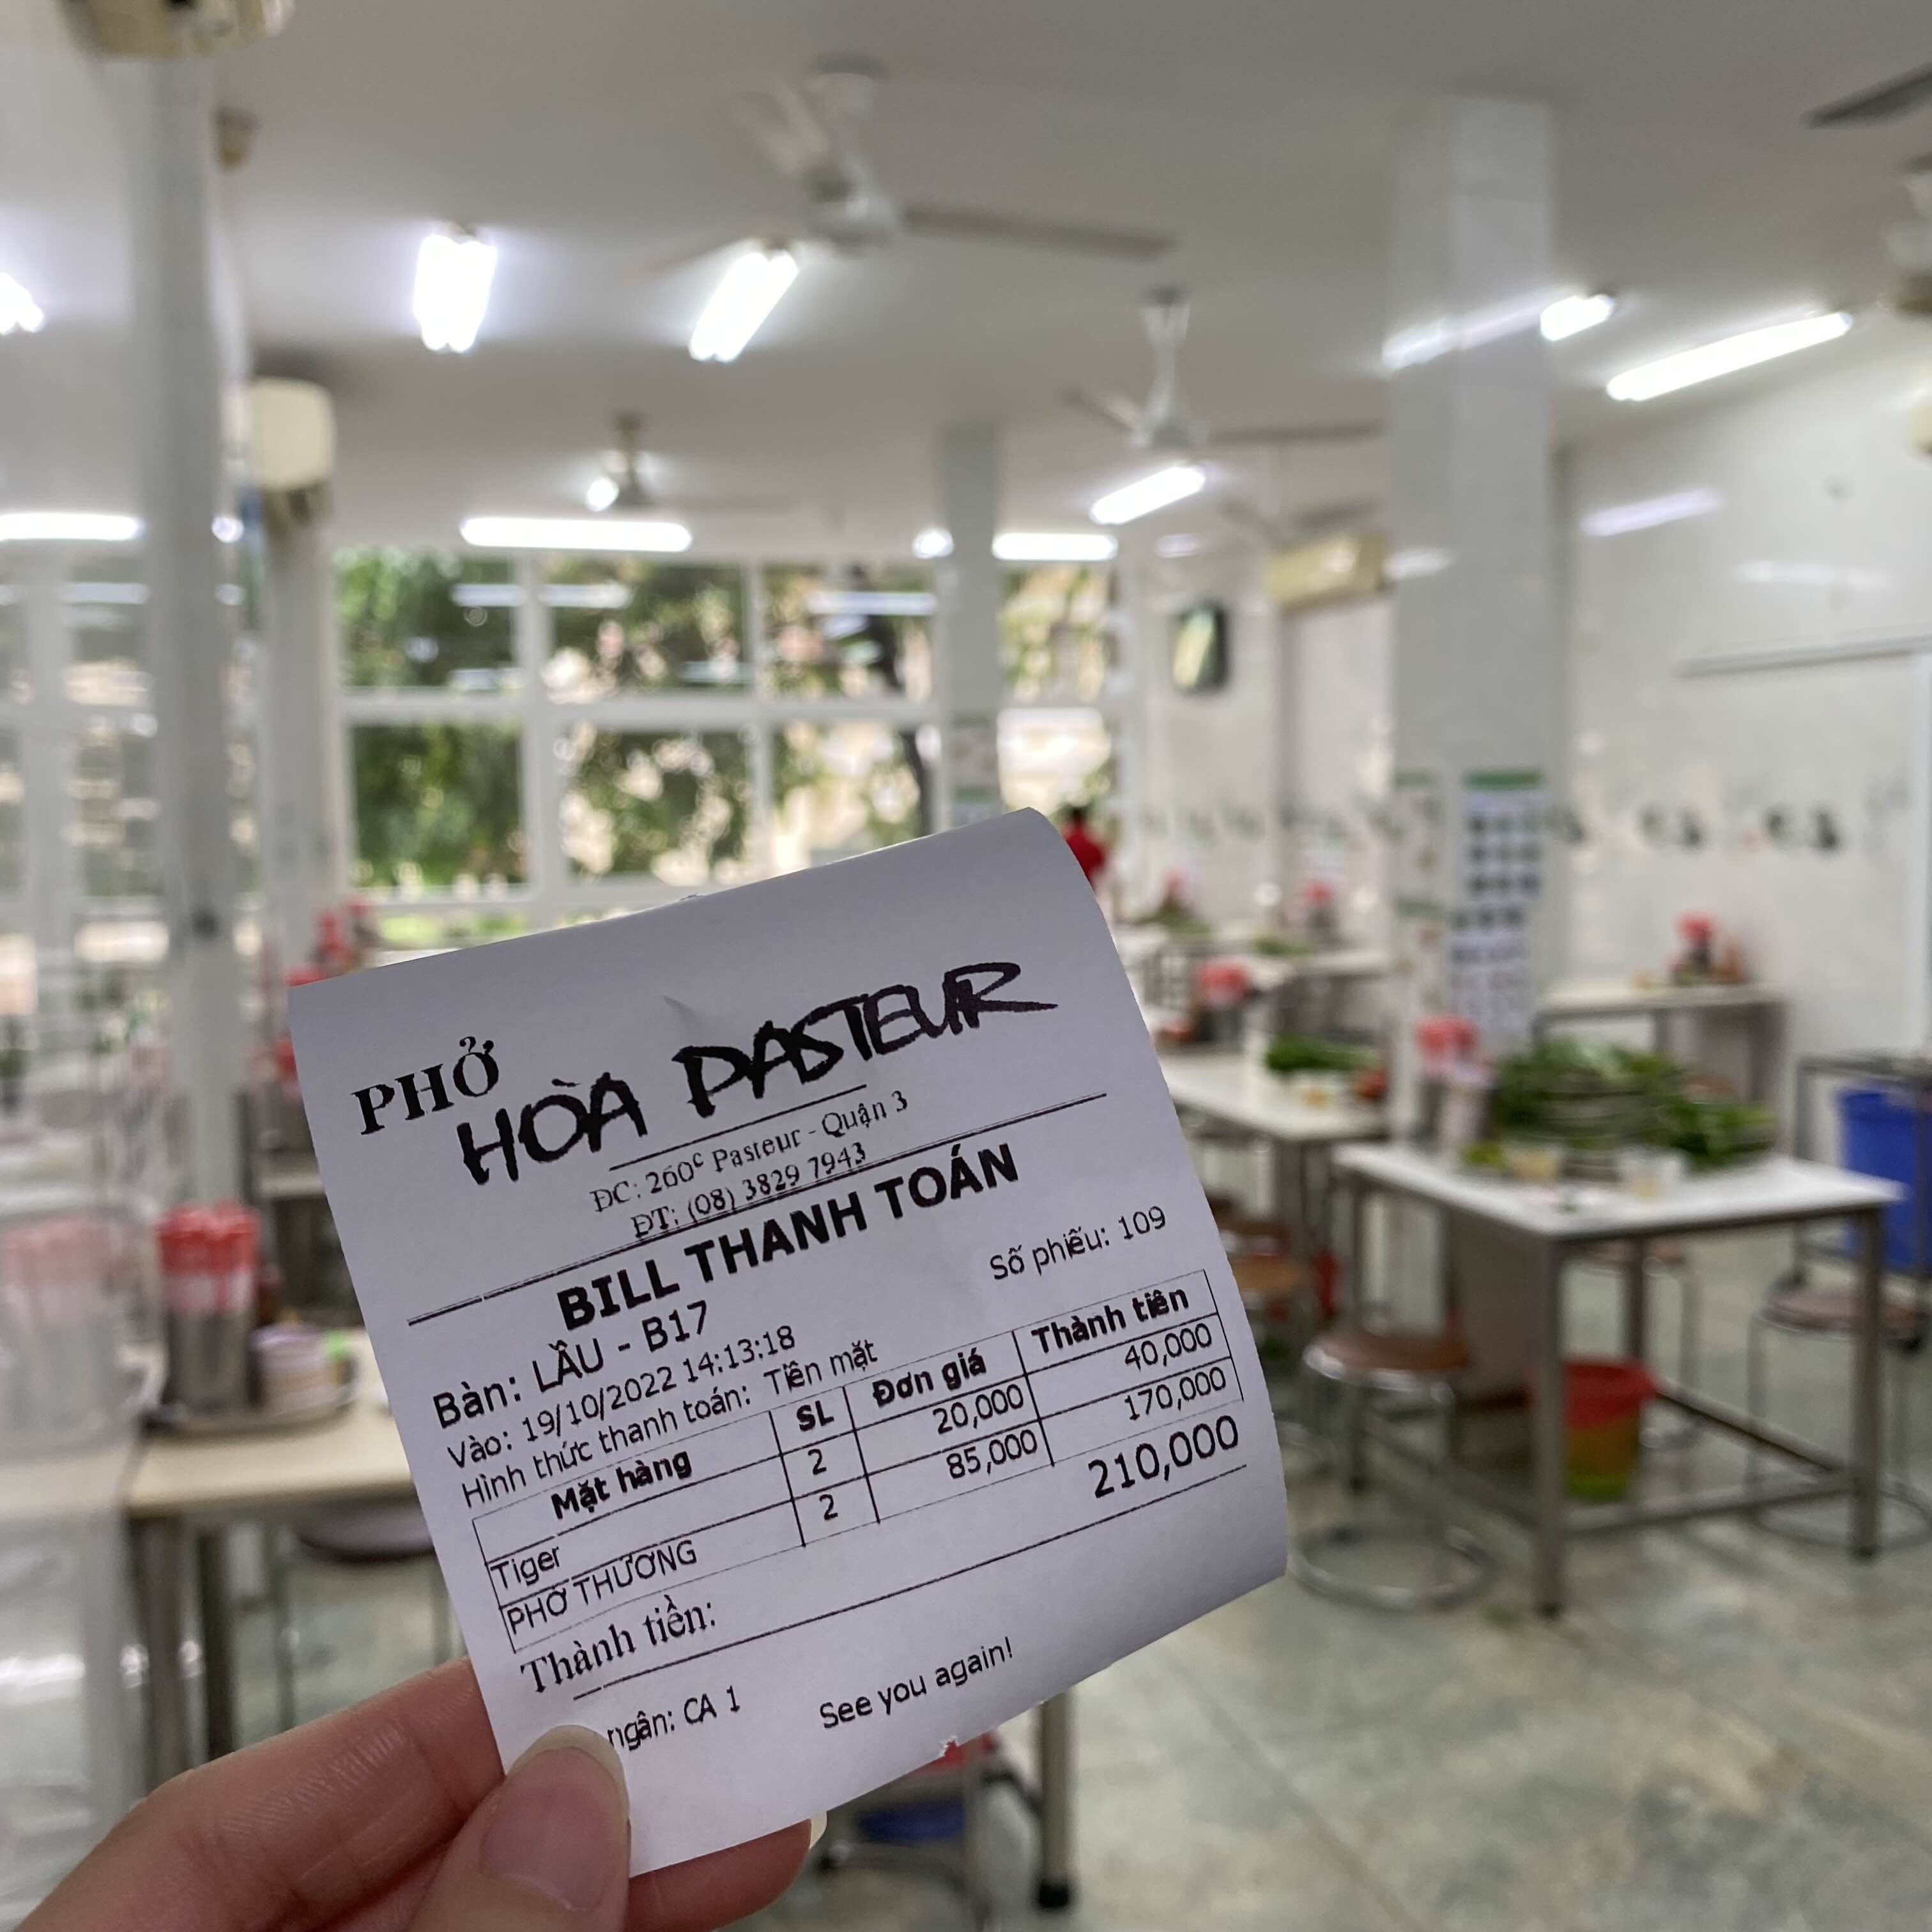 PHỞ
HÒA PASTEUR
ĐC: 260C Pasteur - Quận 3
ĐT: (08) 3829 7943
BILL THANH TOÁN
Số phiếu: 109
Bàn: LẦU - B17
Vào: 19/10/2022 14:13:18
Hình thức thanh toán: Tiền mặt
Mặt hàng SL Đơn giá Thành tiền
Tiger 2 20,000 40,000
PHỞ THƯỜNG 2 85,000 170,000
Thành tiền: 210,000
ngân: CA 1 See you again!